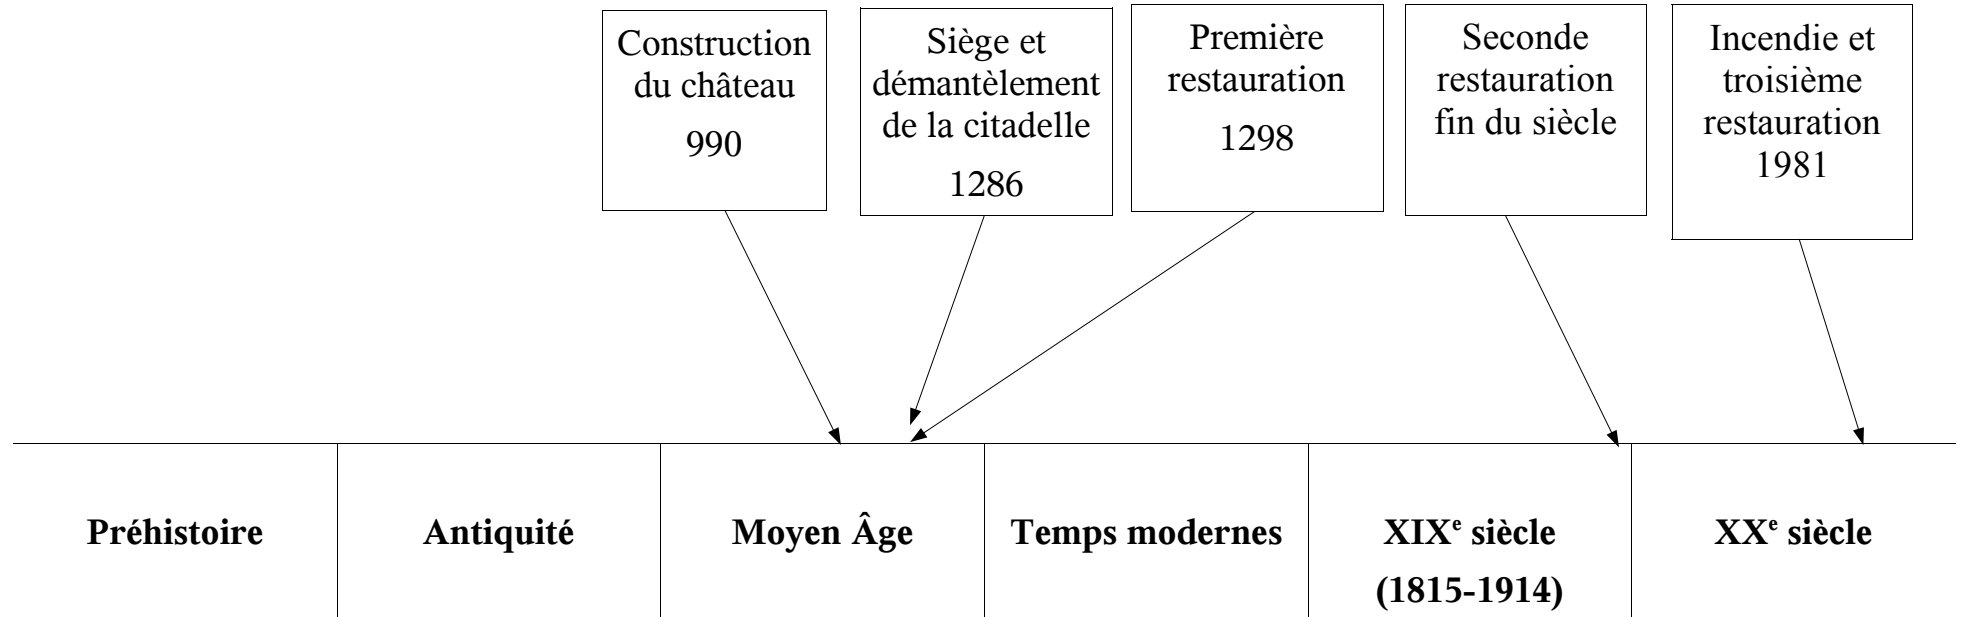 Construction
du château
990
Siège et
démantèlement
de la citadelle
1286
Première
restauration
1298
Seconde
restauration
fin du siècle
Incendie et
troisième
restauration
1981
Préhistoire
Antiquité
Moyen Âge
Temps modernes
XIXe siècle
(1815-1914)
XXe siècle